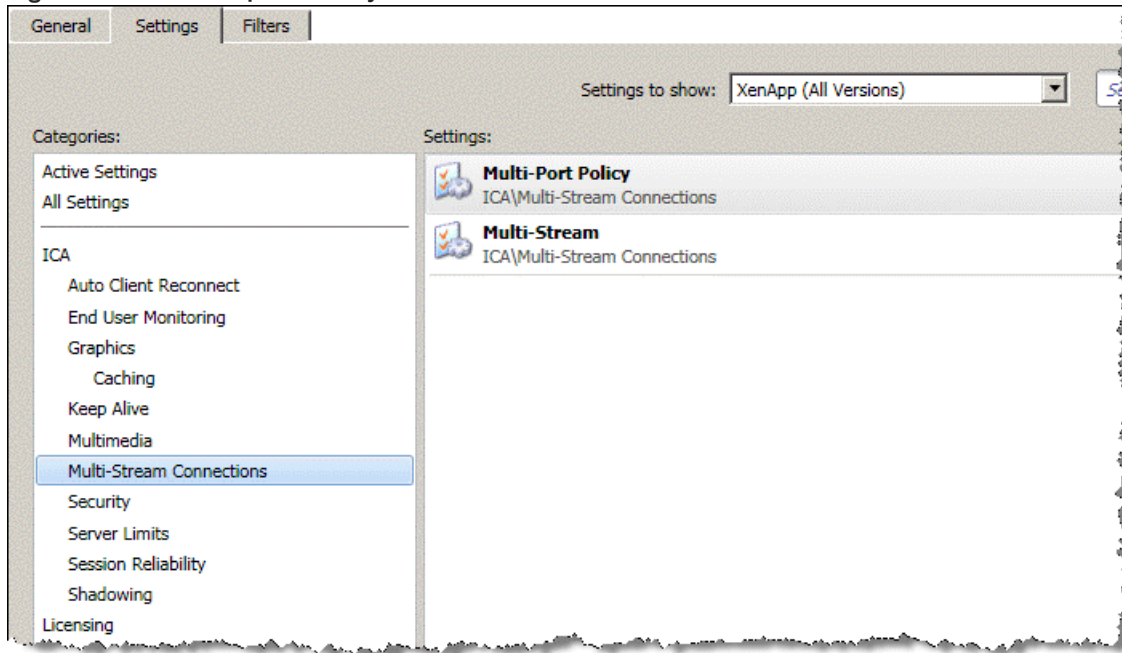 General Settings Filters
Settings to show: XenApp (All Versions)
Categories:
Active Settings
All Settings
ICA
Auto Client Reconnect
End User Monitoring
Graphics
Caching
Keep Alive
Multimedia
Multi-Stream Connections
Security
Server Limits
Session Reliability
Shadowing
Licensing
Settings:
Multi-Port Policy
ICA\Multi-Stream Connections
Multi-Stream
ICA\Multi-Stream Connections